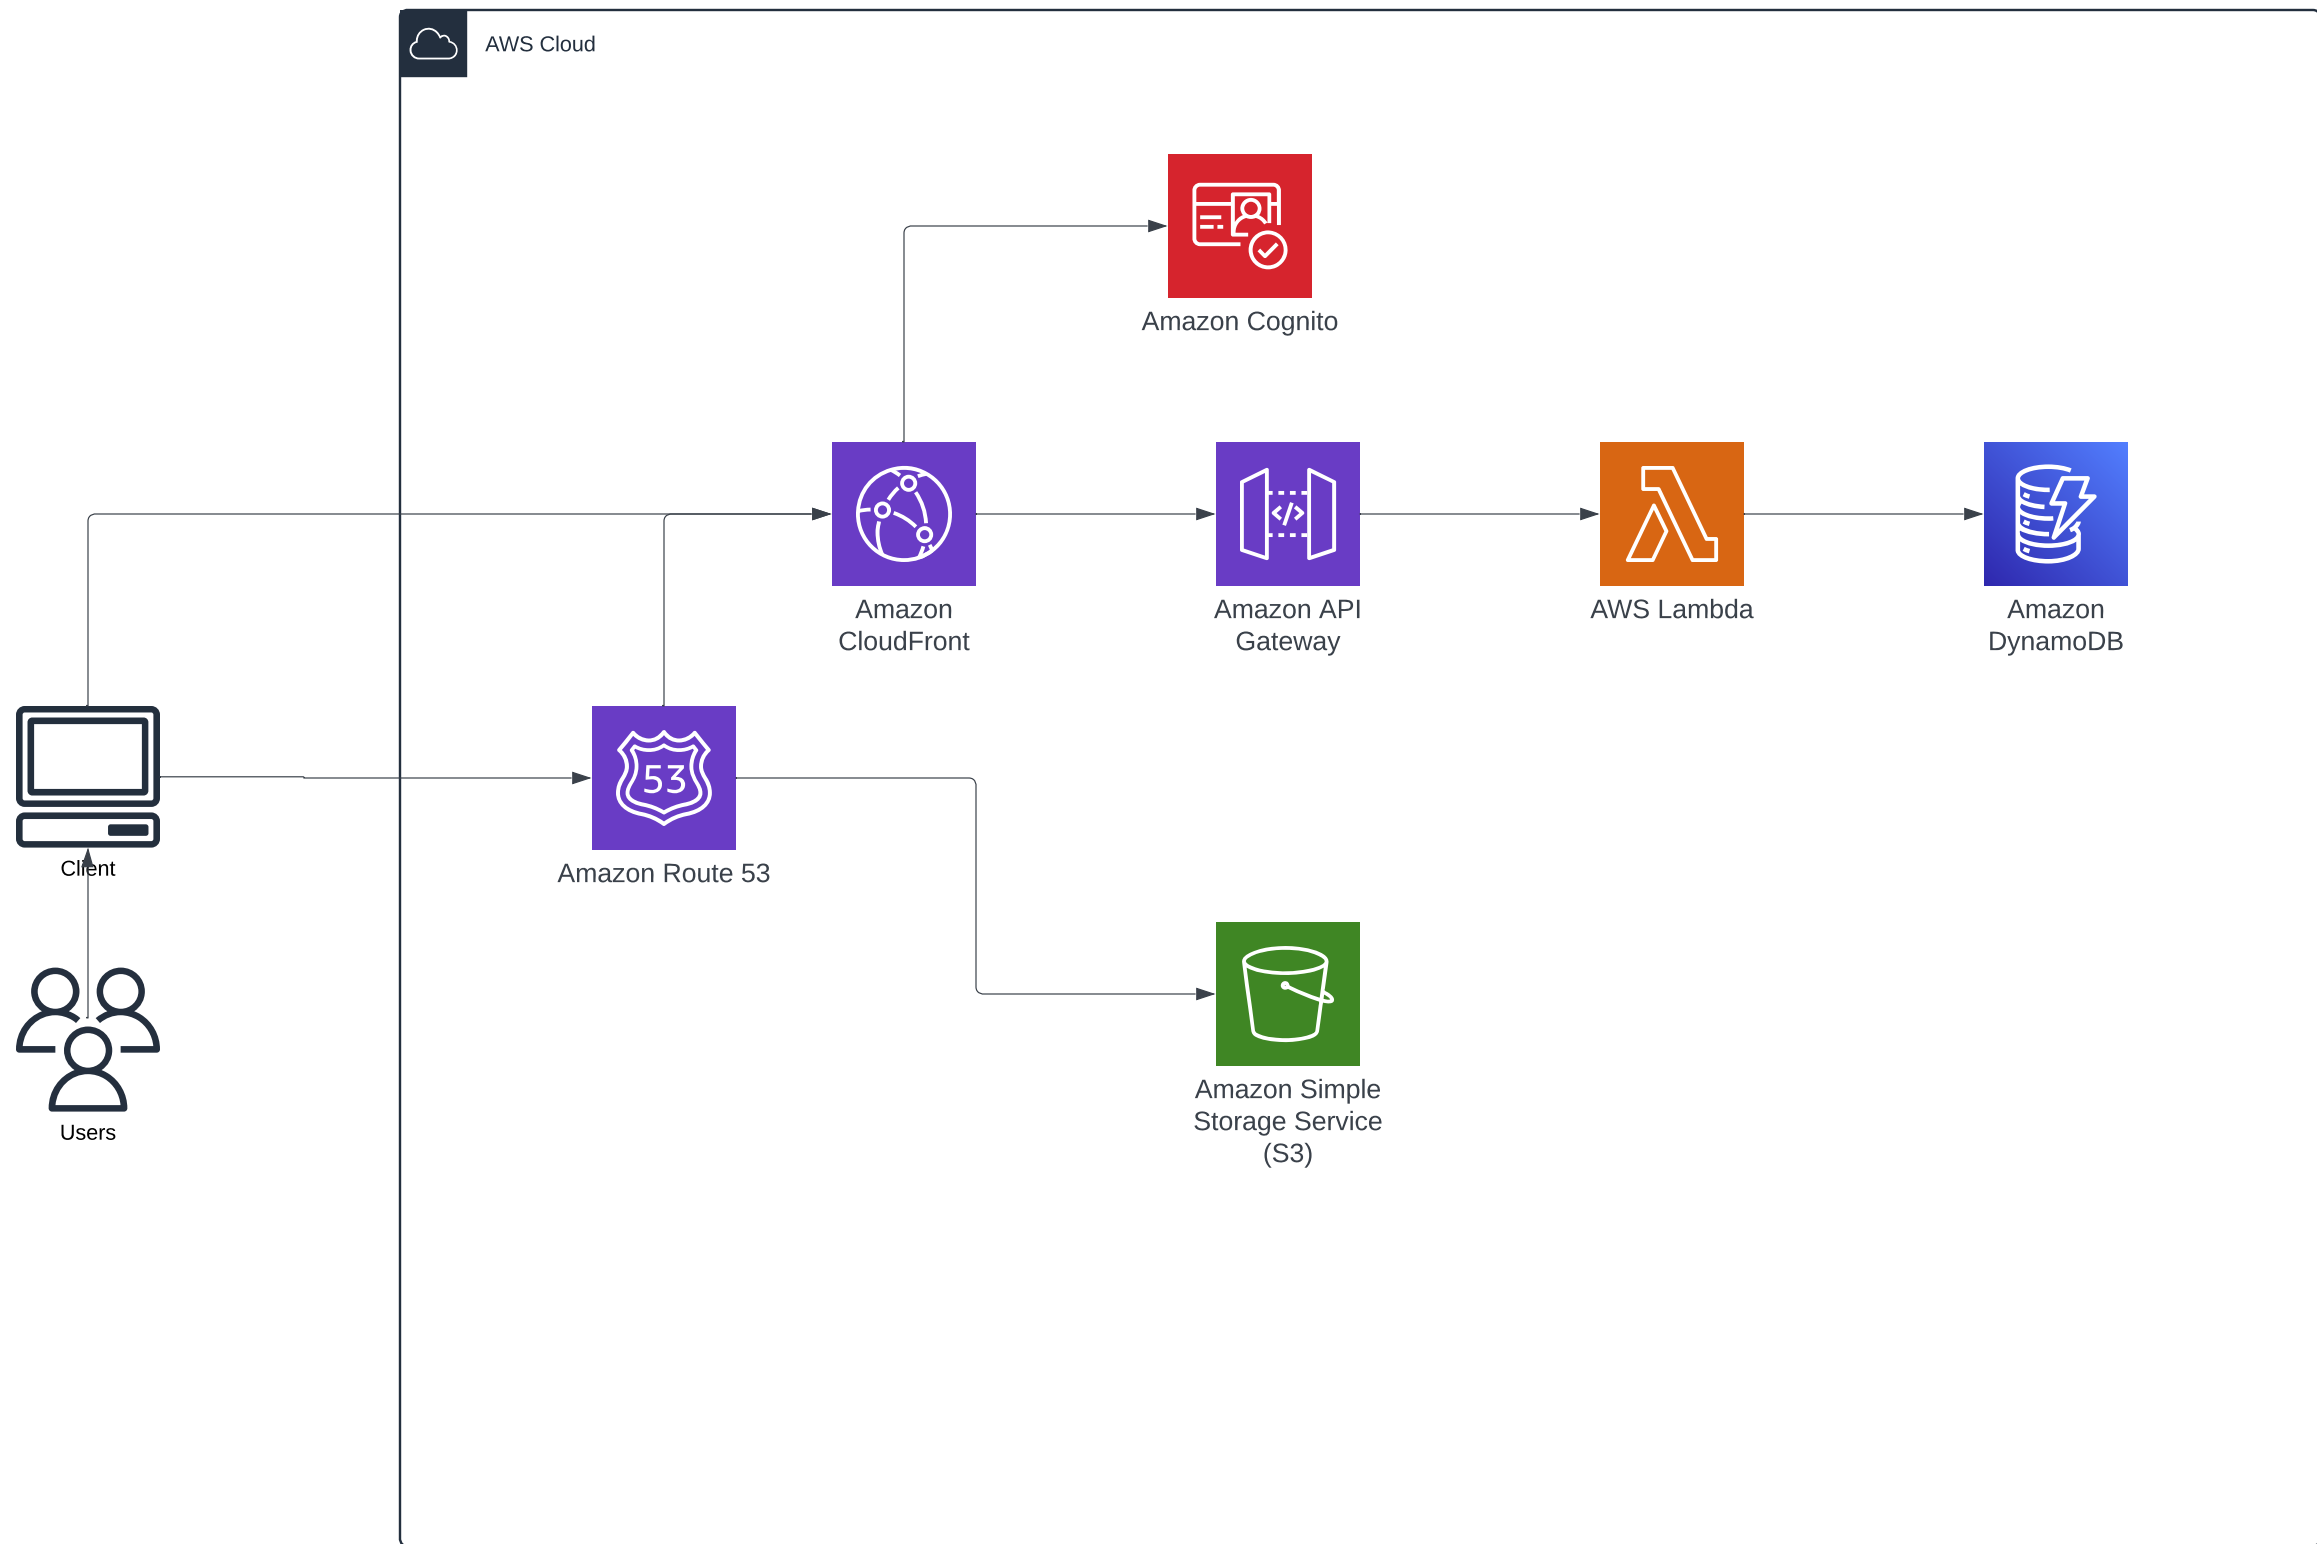 AWS Cloud
Amazon Cognito
Amazon
CloudFront
Amazon API
Gateway
AWS Lambda
Amazon
DynamoDB
Client
53
Amazon Route 53
Users
Amazon Simple
Storage Service
(S3)